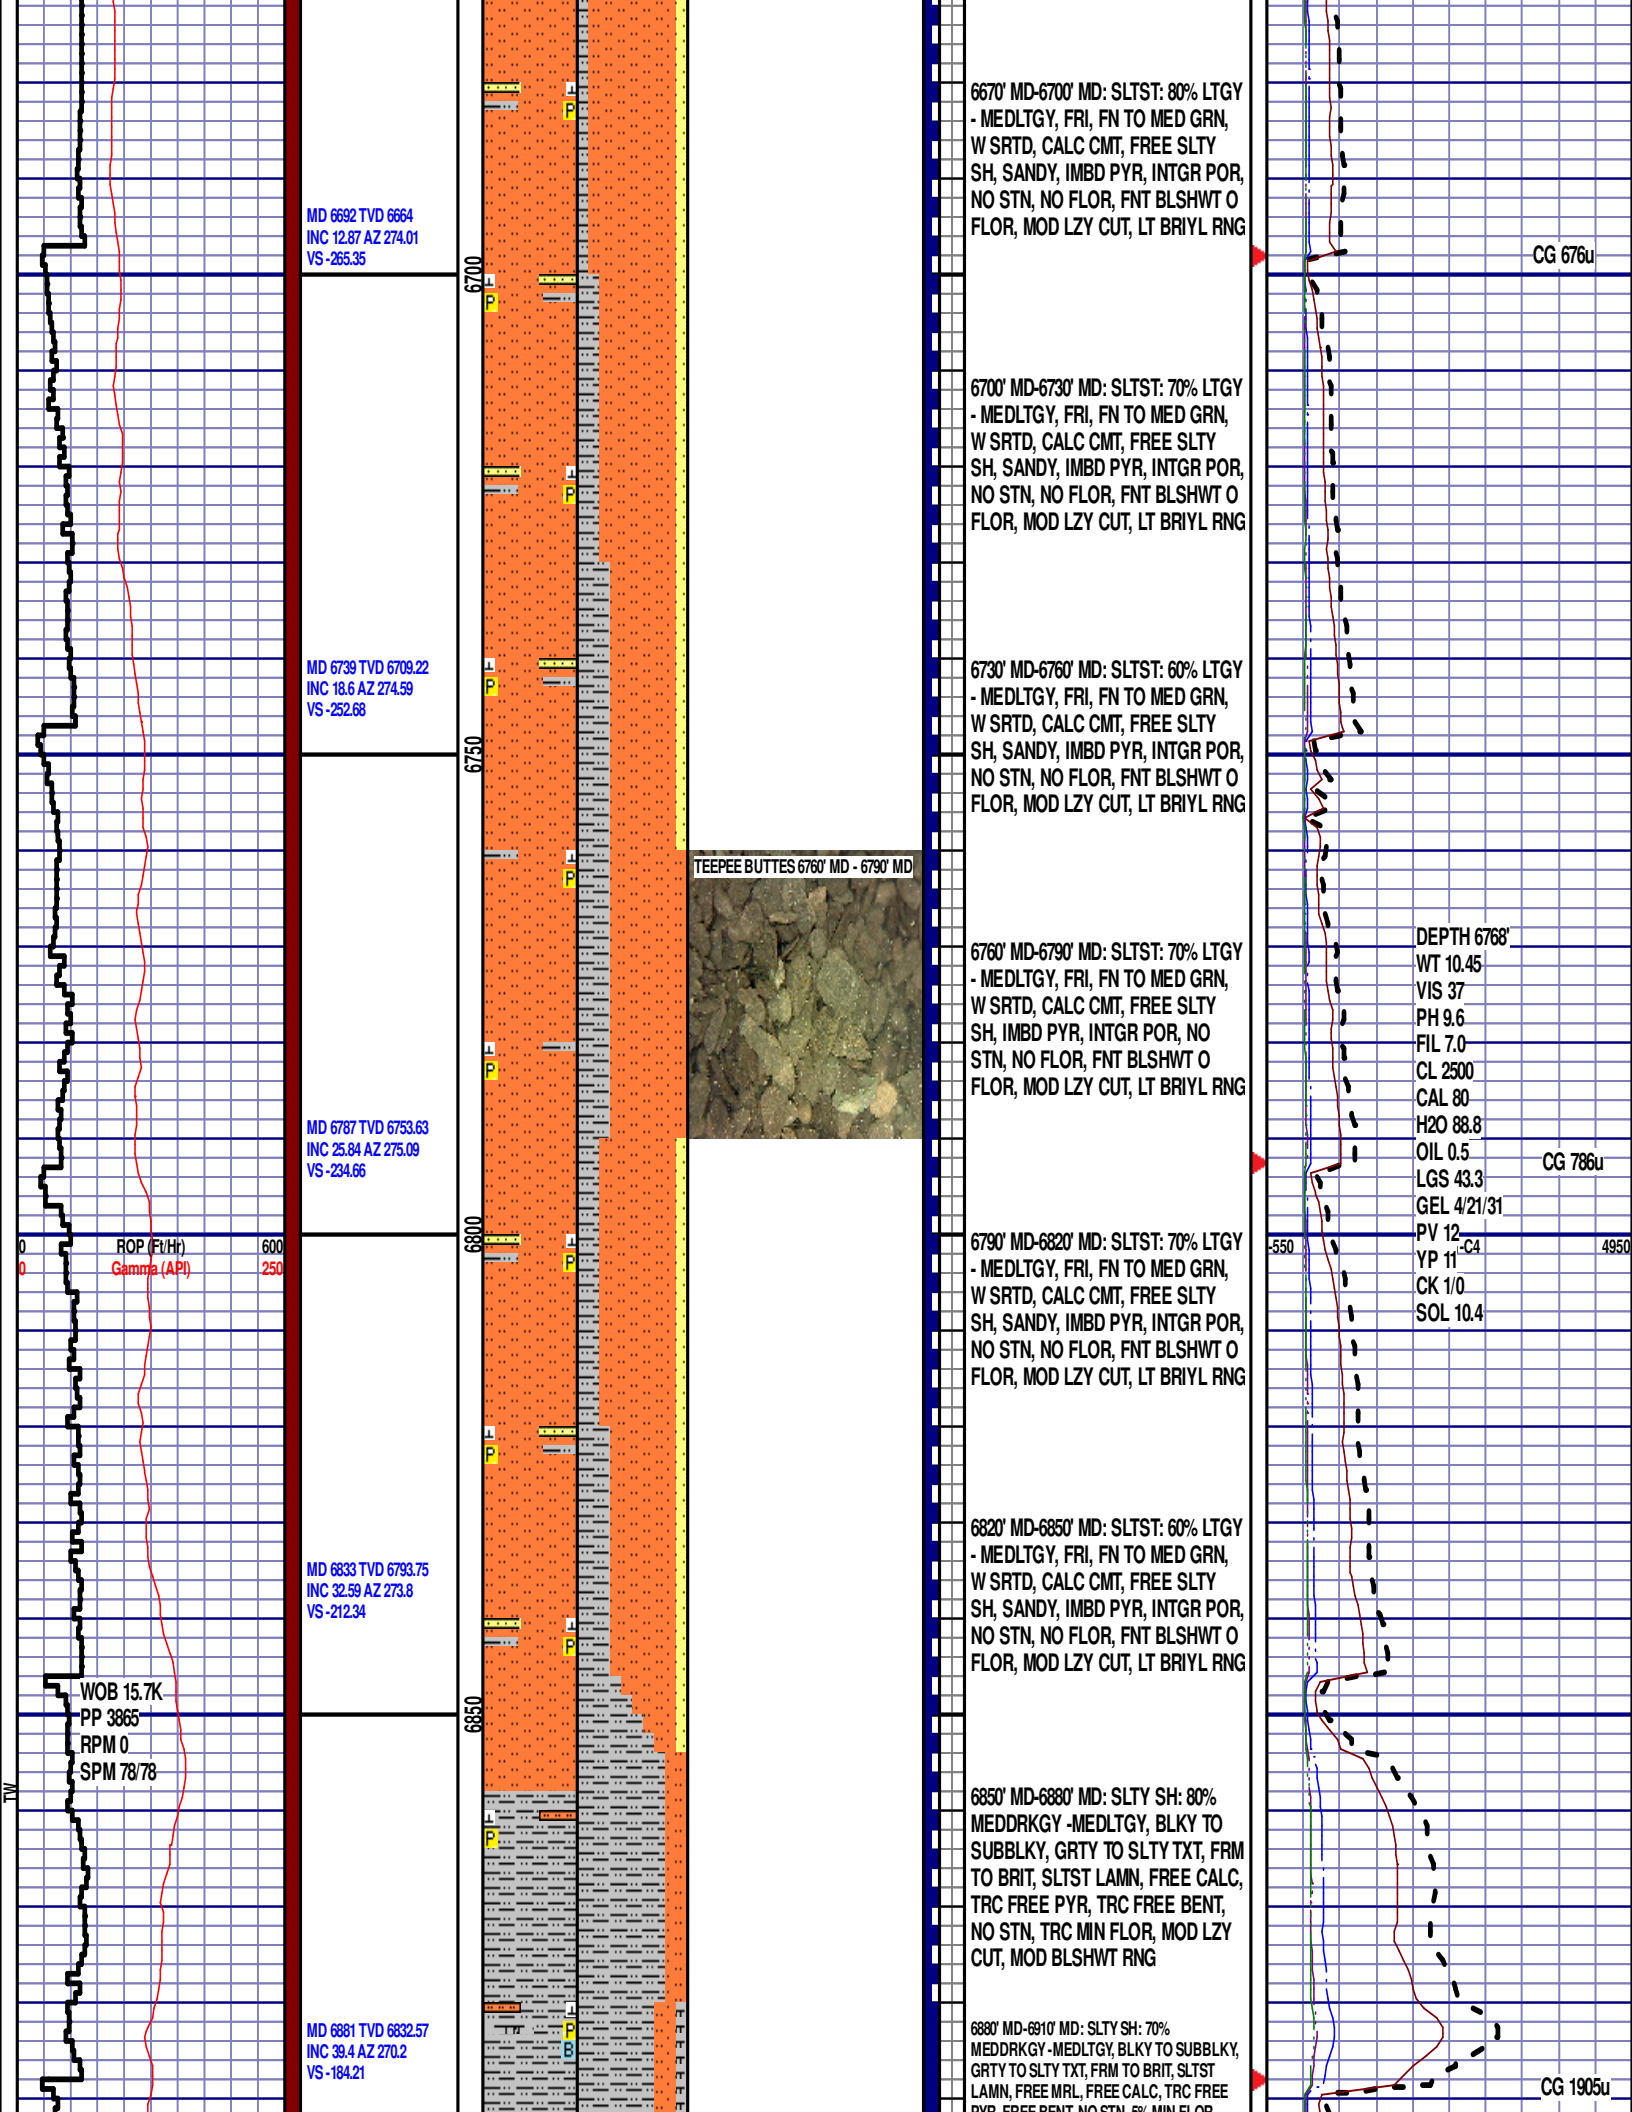 MD 6692 TVD 6664
INC 12.87 AZ 274.01
VS -265.35
MD 6739 TVD 6709.22
INC 18.6 AZ 274.59
VS -252.68
MD 6787 TVD 6753.63
INC 25.84 AZ 275.09
VS -234.66
0 ROP (Ft/Hr) 600
0 Gamma (API) 250
MD 6833 TVD 6793.75
INC 32.59 AZ 273.8
VS -212.34
WOB 15.7K
PP 3865
RPM 0
SPM 78/78
TW
MD 6881 TVD 6832.57
INC 39.4 AZ 270.2
VS -184.21
6700
6750
6800
6850
P
P
P
P
P
P
P
P
P
P
P
B
TEEPEE BUTTES 6760' MD - 6790' MD
6670' MD-6700' MD: SLTST: 80% LTGY
- MEDLTGY, FRI, FN TO MED GRN,
W SRTD, CALC CMT, FREE SLTY
SH, SANDY, IMBD PYR, INTGR POR,
NO STN, NO FLOR, FNT BLSHWT O
FLOR, MOD LZY CUT, LT BRIYL RNG
6700' MD-6730' MD: SLTST: 70% LTGY
- MEDLTGY, FRI, FN TO MED GRN,
W SRTD, CALC CMT, FREE SLTY
SH, SANDY, IMBD PYR, INTGR POR,
NO STN, NO FLOR, FNT BLSHWT O
FLOR, MOD LZY CUT, LT BRIYL RNG
6730' MD-6760' MD: SLTST: 60% LTGY
- MEDLTGY, FRI, FN TO MED GRN,
W SRTD, CALC CMT, FREE SLTY
SH, SANDY, IMBD PYR, INTGR POR,
NO STN, NO FLOR, FNT BLSHWT O
FLOR, MOD LZY CUT, LT BRIYL RNG
6760' MD-6790' MD: SLTST: 70% LTGY
- MEDLTGY, FRI, FN TO MED GRN,
W SRTD, CALC CMT, FREE SLTY
SH, IMBD PYR, INTGR POR, NO
STN, NO FLOR, FNT BLSHWT O
FLOR, MOD LZY CUT, LT BRIYL RNG
6790' MD-6820' MD: SLTST: 70% LTGY
- MEDLTGY, FRI, FN TO MED GRN,
W SRTD, CALC CMT, FREE SLTY
SH, SANDY, IMBD PYR, INTGR POR,
NO STN, NO FLOR, FNT BLSHWT O
FLOR, MOD LZY CUT, LT BRIYL RNG
6820' MD-6850' MD: SLTST: 60% LTGY
- MEDLTGY, FRI, FN TO MED GRN,
W SRTD, CALC CMT, FREE SLTY
SH, SANDY, IMBD PYR, INTGR POR,
NO STN, NO FLOR, FNT BLSHWT O
FLOR, MOD LZY CUT, LT BRIYL RNG
6850' MD-6880' MD: SLTY SH: 80%
MEDDRKGY -MEDLTGY, BLKY TO
SUBBLKY, GRTY TO SLTY TXT, FRM
TO BRIT, SLTST LAMN, FREE CALC,
TRC FREE PYR, TRC FREE BENT,
NO STN, TRC MIN FLOR, MOD LZY
CUT, MOD BLSHWT RNG
6880' MD-6910' MD: SLTY SH: 70%
MEDDRKGY -MEDLTGY, BLKY TO SUBBLKY,
GRTY TO SLTY TXT, FRM TO BRIT, SLTST
LAMN, FREE MRL, FREE CALC, TRC FREE
PYR, FREE BENT, NO STN, 5% MIN FLOR,
CG 676u
DEPTH 6768'
WT 10.45
VIS 37
PH 9.6
FIL 7.0
CL 2500
CAL 80
H2O 88.8
OIL 0.5
LGS 43.3
GEL 4/21/31
PV 12
YP 11
CK 1/0
SOL 10.4
CG 786u
-550 -C4 4950
CG 1905u